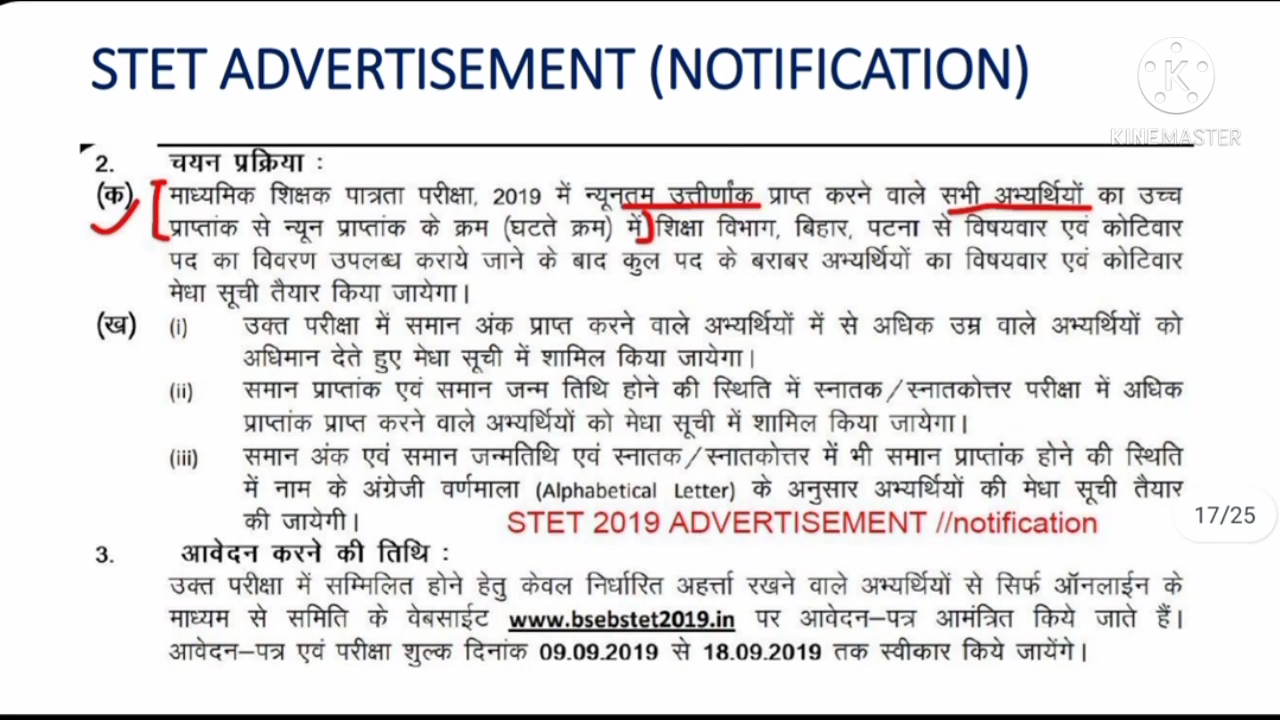 STET ADVERTISEMENT (NOTIFICATION)
K
KINEMASTER
2. चयन प्रक्रिया :
(क) माध्यमिक शिक्षक पात्रता परीक्षा, 2019 में न्यूनतम उत्तीर्णांक प्राप्त करने वाले सभी अभ्यर्थियों का उच्च
प्राप्तांक से न्यून प्राप्तांक के क्रम (घटते क्रम) में शिक्षा विभाग, बिहार, पटना से विषयवार एवं कोटिवार
पद का विवरण उपलब्ध कराये जाने के बाद कुल पद के बराबर अभ्यर्थियों का विषयवार एवं कोटिवार
मेधा सूची तैयार किया जायेगा।
(ख) (i) उक्त परीक्षा में समान अंक प्राप्त करने वाले अभ्यर्थियों में से अधिक उम्र वाले अभ्यर्थियों को
अधिमान देते हुए मेधा सूची में शामिल किया जायेगा।
(ii) समान प्राप्तांक एवं समान जन्म तिथि होने की स्थिति में स्नातक/स्नातकोत्तर परीक्षा में अधिक
प्राप्तांक प्राप्त करने वाले अभ्यर्थियों को मेधा सूची में शामिल किया जायेगा।
(iii) समान अंक एवं समान जन्मतिथि एवं स्नातक/स्नातकोत्तर में भी समान प्राप्तांक होने की स्थिति
में नाम के अंग्रेजी वर्णमाला (Alphabetical Letter) के अनुसार अभ्यर्थियों की मेधा सूची तैयार
की जायेगी।
STET 2019 ADVERTISEMENT //notification
17/25
3. आवेदन करने की तिथि :
उक्त परीक्षा में सम्मिलित होने हेतु केवल निर्धारित अहर्त्ता रखने वाले अभ्यर्थियों से सिर्फ ऑनलाईन के
माध्यम से समिति के वेबसाईट www.bsebstet2019.in पर आवेदन–पत्र आमंत्रित किये जाते हैं।
आवेदन–पत्र एवं परीक्षा शुल्क दिनांक 09.09.2019 से 18.09.2019 तक स्वीकार किये जायेंगे।